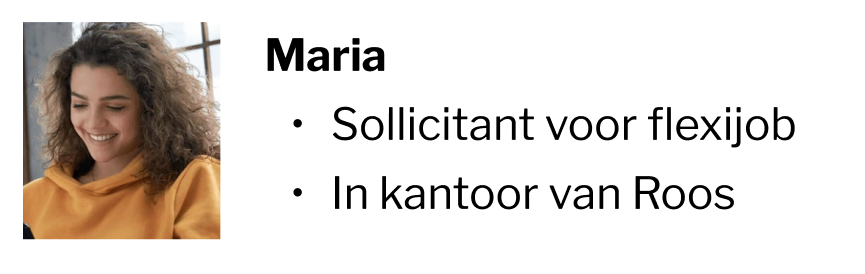 Maria
• Sollicitant voor flexijob
• In kantoor van Roos